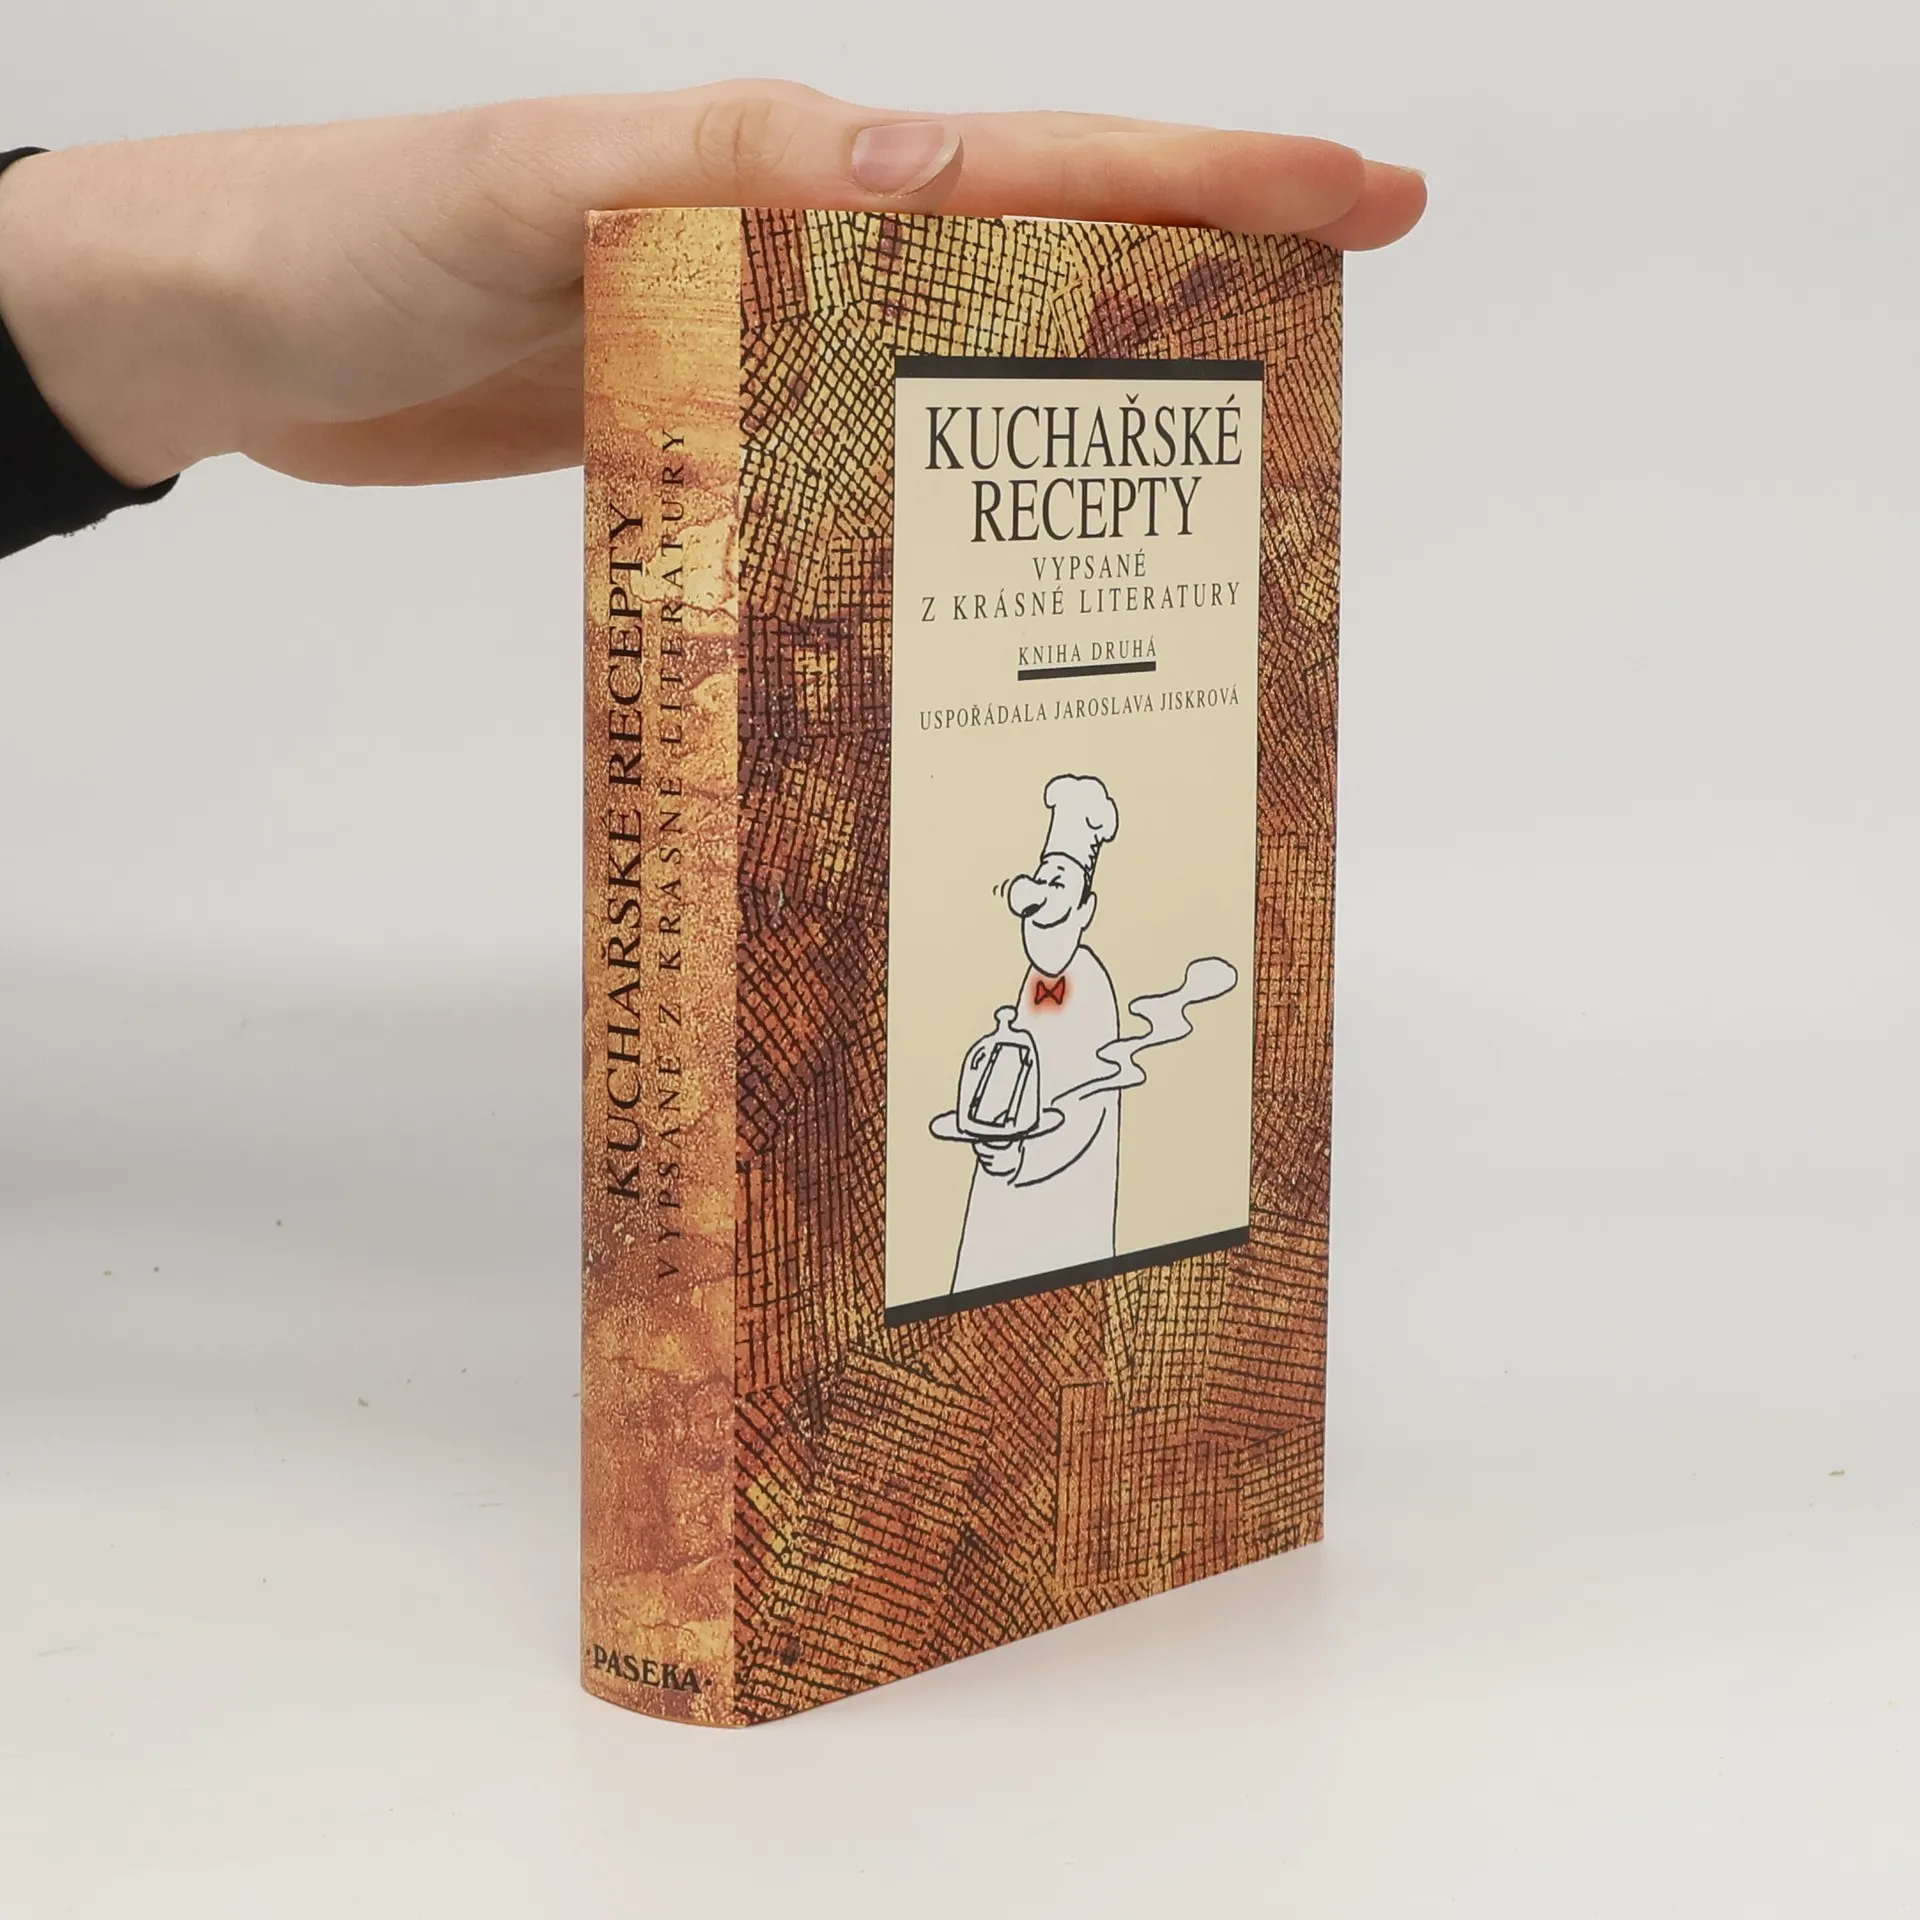 KUCHAŘSKÉ RECEPTY
VYPSANÉ Z KRÁSNÉ LITERATURY
·PASEKA·
KUCHAŘSKÉ
RECEPTY
VYPSANÉ
Z KRÁSNÉ LITERATURY
KNIHA DRUHÁ
USPOŘÁDALA JAROSLAVA JISKROVÁ